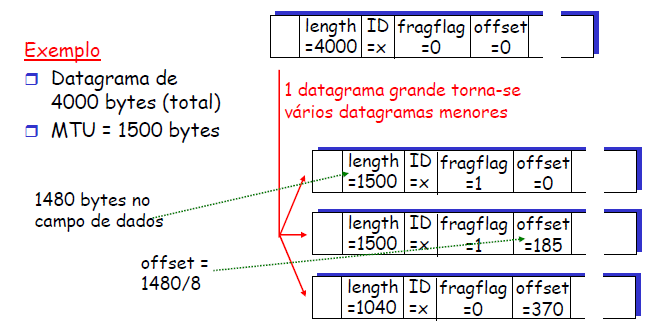 length ID fragflag offset
=4000 =x =0 =0
Exemplo
❒ Datagrama de
4000 bytes (total)
❒ MTU = 1500 bytes
1 datagrama grande torna-se
vários datagramas menores
length ID fragflag offset
=1500 =x =1 =0
1480 bytes no
campo de dados
length ID fragflag offset
=1500 =x =1 =185
offset =
1480/8
length ID fragflag offset
=1040 =x =0 =370